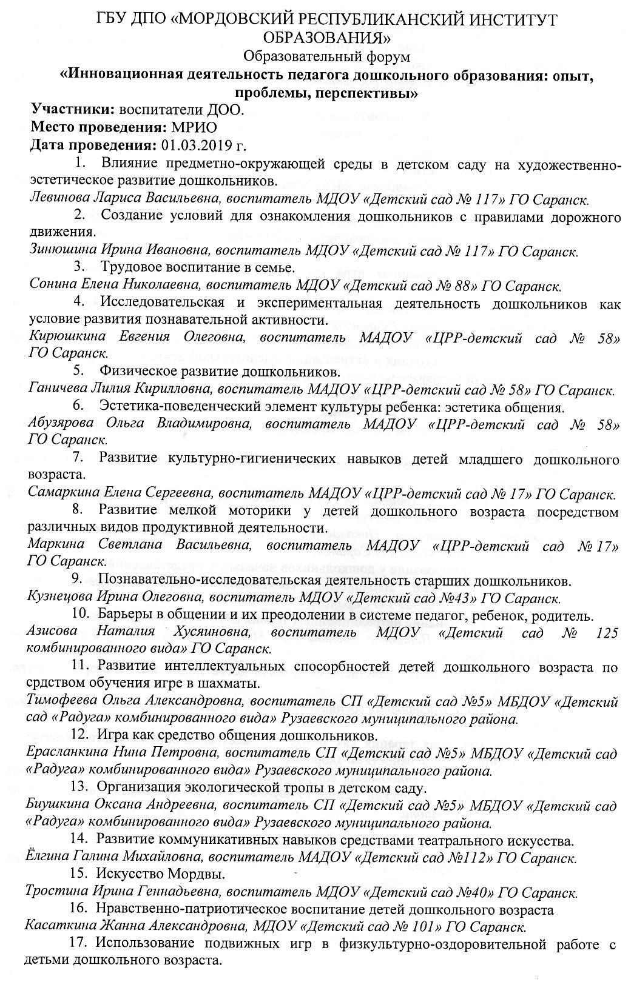 ГБУ ДПО «МОРДОВСКИЙ РЕСПУБЛИКАНСКИЙ ИНСТИТУТ
ОБРАЗОВАНИЯ»
Образовательный форум
«Инновационная деятельность педагога дошкольного образования: опыт,
проблемы, перспективы»
Участники: воспитатели ДОО.
Место проведения: МРИО
Дата проведения: 01.03.2019 г.
1. Влияние предметно-окружающей среды в детском саду на художественно-
эстетическое развитие дошкольников.
Левинова Лариса Васильевна, воспитатель МДОУ «Детский сад № 117» ГО Саранск.
2. Создание условий для ознакомления дошкольников с правилами дорожного
движения.
Зинюшина Ирина Ивановна, воспитатель МДОУ «Детский сад № 117» ГО Саранск.
3. Трудовое воспитание в семье.
Сонина Елена Николаевна, воспитатель МДОУ «Детский сад № 88» ГО Саранск.
4. Исследовательская и экспериментальная деятельность дошкольников как
условие развития познавательной активности.
Кирюшкина Евгения Олеговна, воспитатель МАДОУ «ЦРР-детский сад № 58»
ГО Саранск.
5. Физическое развитие дошкольников.
Ганичева Лилия Кирилловна, воспитатель МАДОУ «ЦРР-детский сад № 58» ГО Саранск.
6. Эстетика-поведенческий элемент культуры ребенка: эстетика общения.
Абузярова Ольга Владимировна, воспитатель МАДОУ «ЦРР-детский сад № 58»
ГО Саранск.
7. Развитие культурно-гигиенических навыков детей младшего дошкольного
возраста.
Самаркина Елена Сергеевна, воспитатель МАДОУ «ЦРР-детский сад № 17» ГО Саранск.
8. Развитие мелкой моторики у детей дошкольного возраста посредством
различных видов продуктивной деятельности.
Маркина Светлана Васильевна, воспитатель МАДОУ «ЦРР-детский сад № 17»
ГО Саранск.
9. Познавательно-исследовательская деятельность старших дошкольников.
Кузнецова Ирина Олеговна, воспитатель МДОУ «Детский сад №43» ГО Саранск.
10. Барьеры в общении и их преодолении в системе педагог, ребенок, родитель.
Азисова Наталия Хусяиновна, воспитатель МДОУ «Детский сад № 125
комбинированного вида» ГО Саранск.
11. Развитие интеллектуальных спосорбностей детей дошкольного возраста по
срдством обучения игре в шахматы.
Тимофеева Ольга Александровна, воспитатель СП «Детский сад №5» МБДОУ «Детский
сад «Радуга» комбинированного вида» Рузаевского муниципального района.
12. Игра как средство общения дошкольников.
Ерасланкина Нина Петровна, воспитатель СП «Детский сад №5» МБДОУ «Детский сад
«Радуга» комбинированного вида» Рузаевского муниципального района.
13. Организация экологической тропы в детском саду.
Биушкина Оксана Андреевна, воспитатель СП «Детский сад №5» МБДОУ «Детский сад
«Радуга» комбинированного вида» Рузаевского муниципального района.
14. Развитие коммуникативных навыков средствами театрального искусства.
Ёлгина Галина Михайловна, воспитатель МАДОУ «Детский сад №112» ГО Саранск.
15. Искусство Мордвы.
Тростина Ирина Геннадьевна, воспитатель МДОУ «Детский сад №40» ГО Саранск.
16. Нравственно-патриотическое воспитание детей дошкольного возраста
Касаткина Жанна Александровна, МДОУ «Детский сад № 101» ГО Саранск.
17. Использование подвижных игр в физкультурно-оздоровительной работе с
детьми дошкольного возраста.